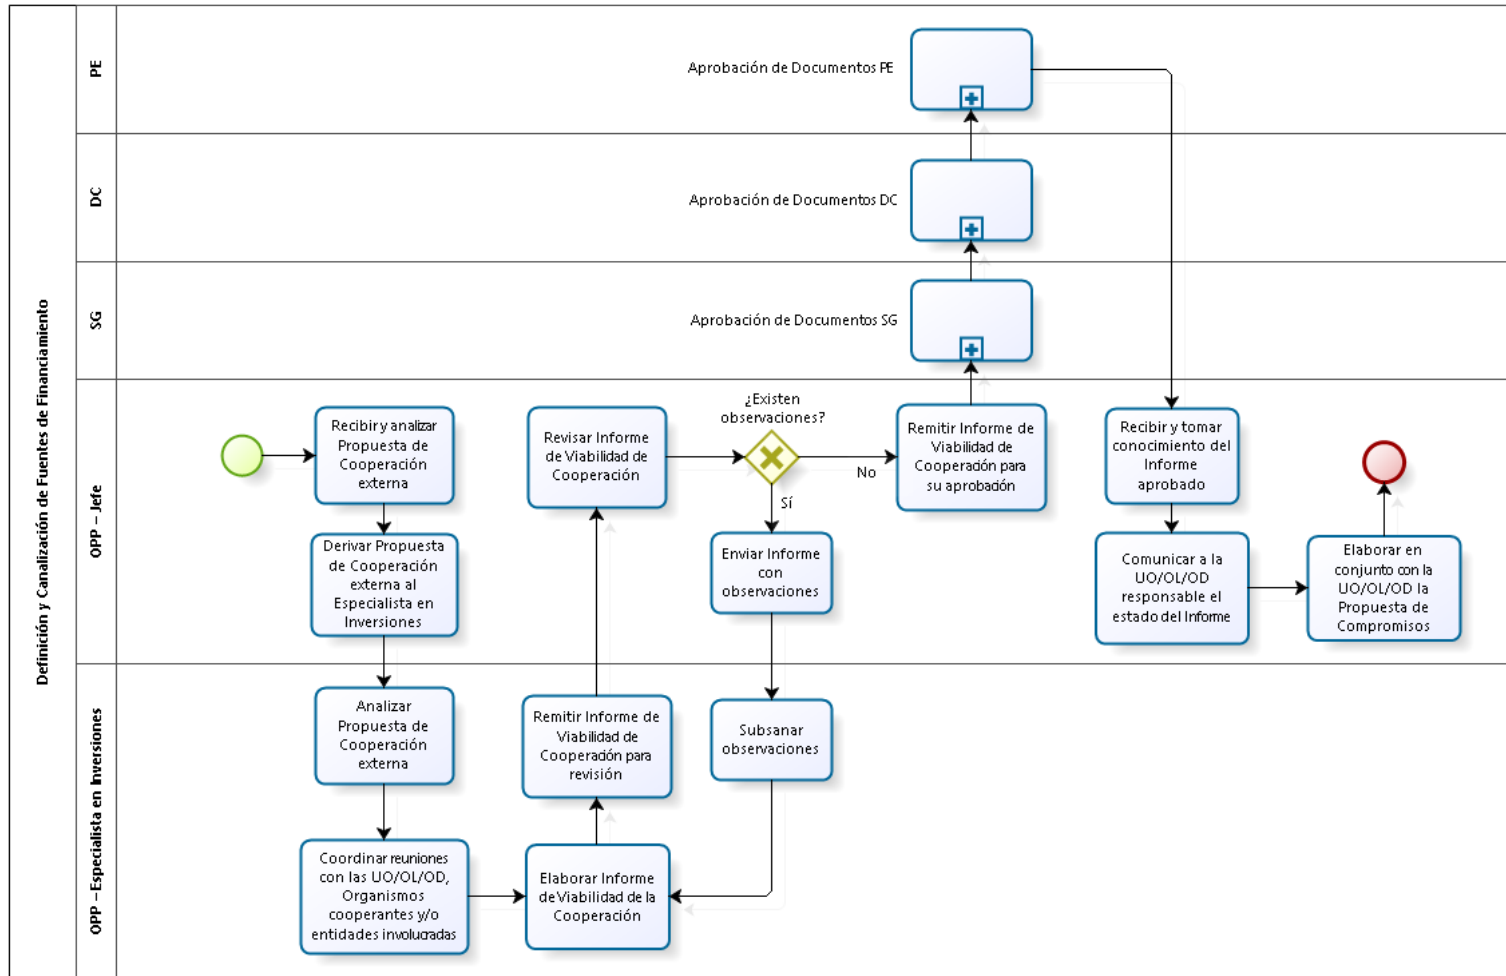 Definición y Canalización de Fuentes de Financiamiento
PE
Aprobación de Documentos PE
DC
Aprobación de Documentos DC
SG
Aprobación de Documentos SG
OPP – Jefe
Recibir y analizar
Propuesta de
Cooperación
externa
Derivar Propuesta
de Cooperación
externa al
Especialista en
Inversiones
Revisar Informe
de Viabilidad de
Cooperación
¿Existen
observaciones?
No
Sí
Enviar Informe
con
observaciones
Remitir Informe de
Viabilidad de
Cooperación para
su aprobación
Recibir y tomar
conocimiento del
Informe
aprobado
Comunicar a la
UO/OL/OD
responsable el
estado del Informe
Elaborar en
conjunto con la
UO/OL/OD la
Propuesta de
Compromisos
OPP – Especialista en Inversiones
Analizar
Propuesta de
Cooperación
externa
Coordinar reuniones
con las UO/OL/OD,
Organismos
cooperantes y/o
entidades involucradas
Remitir Informe de
Viabilidad de
Cooperación para
revisión
Elaborar Informe
de Viabilidad de la
Cooperación
Subsanar
observaciones